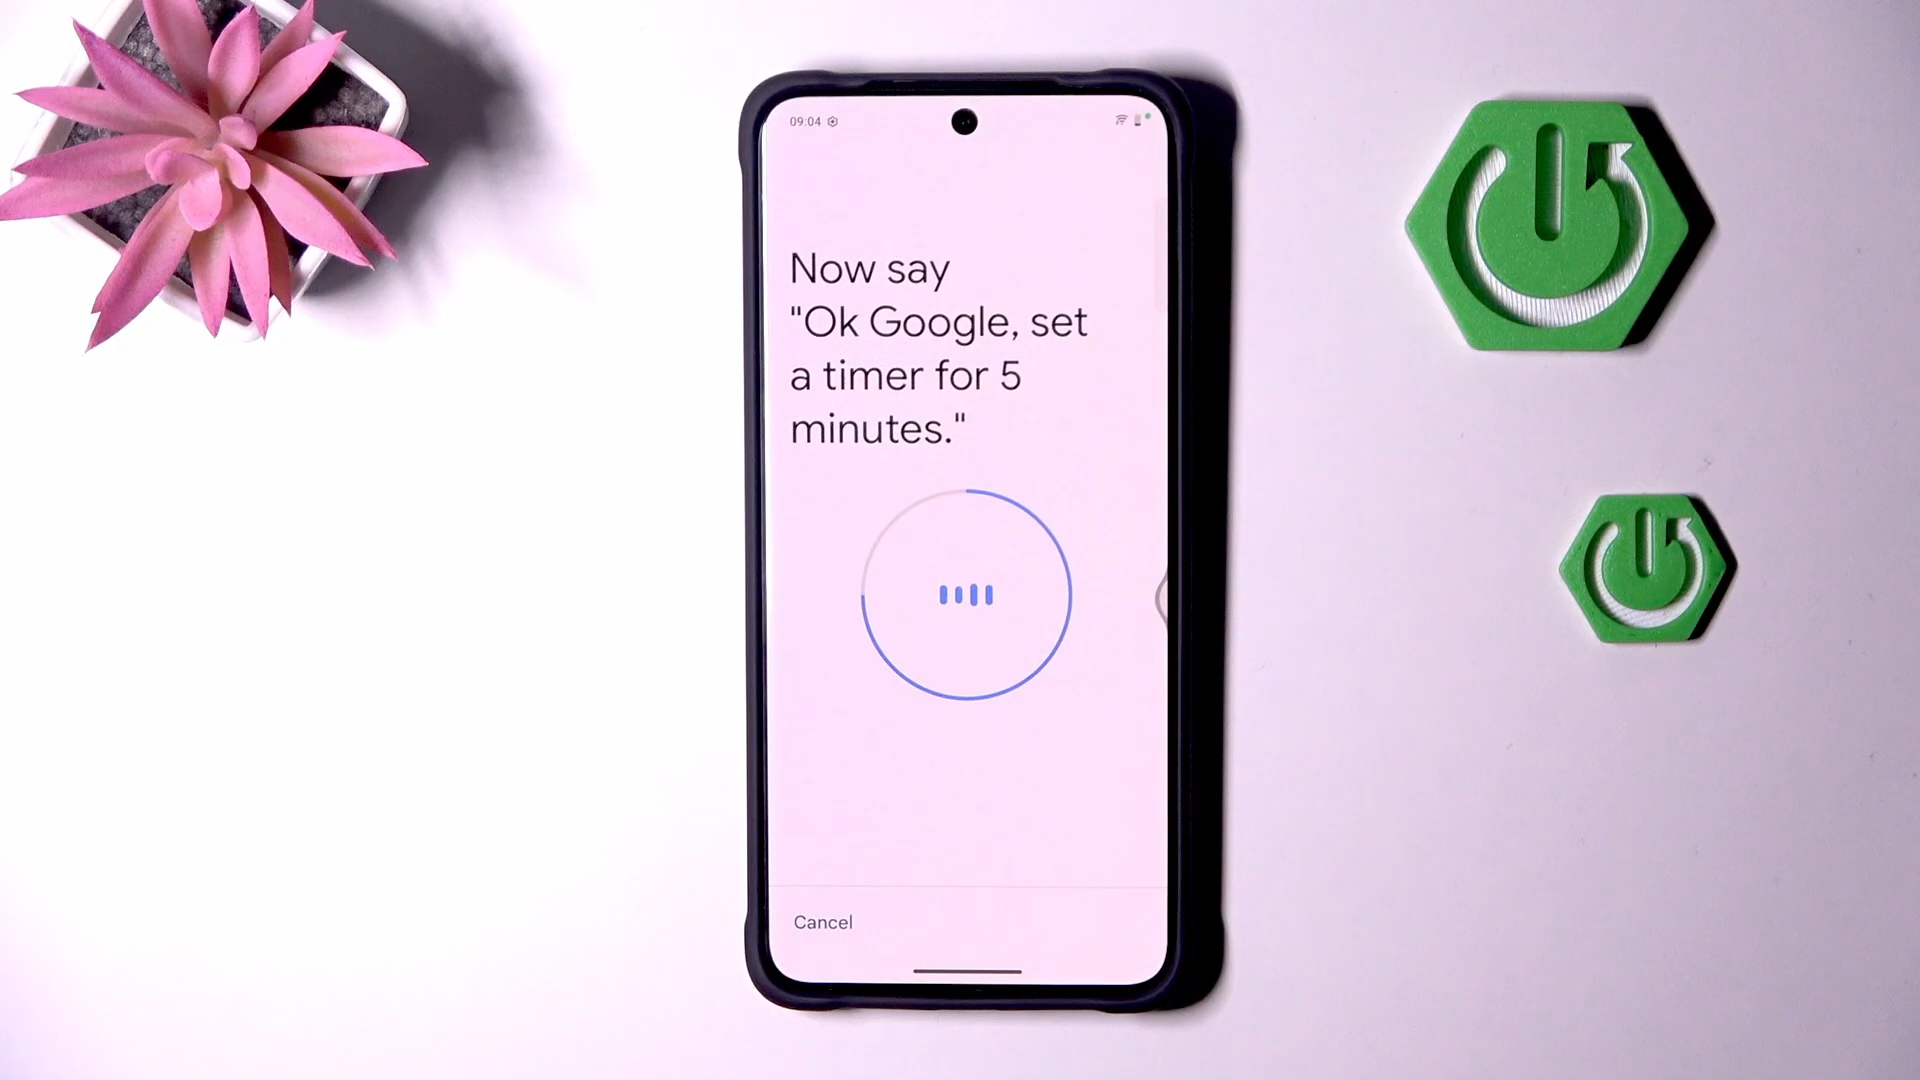 09:04
Now say
"Ok Google, set
a timer for 5
minutes."
Cancel